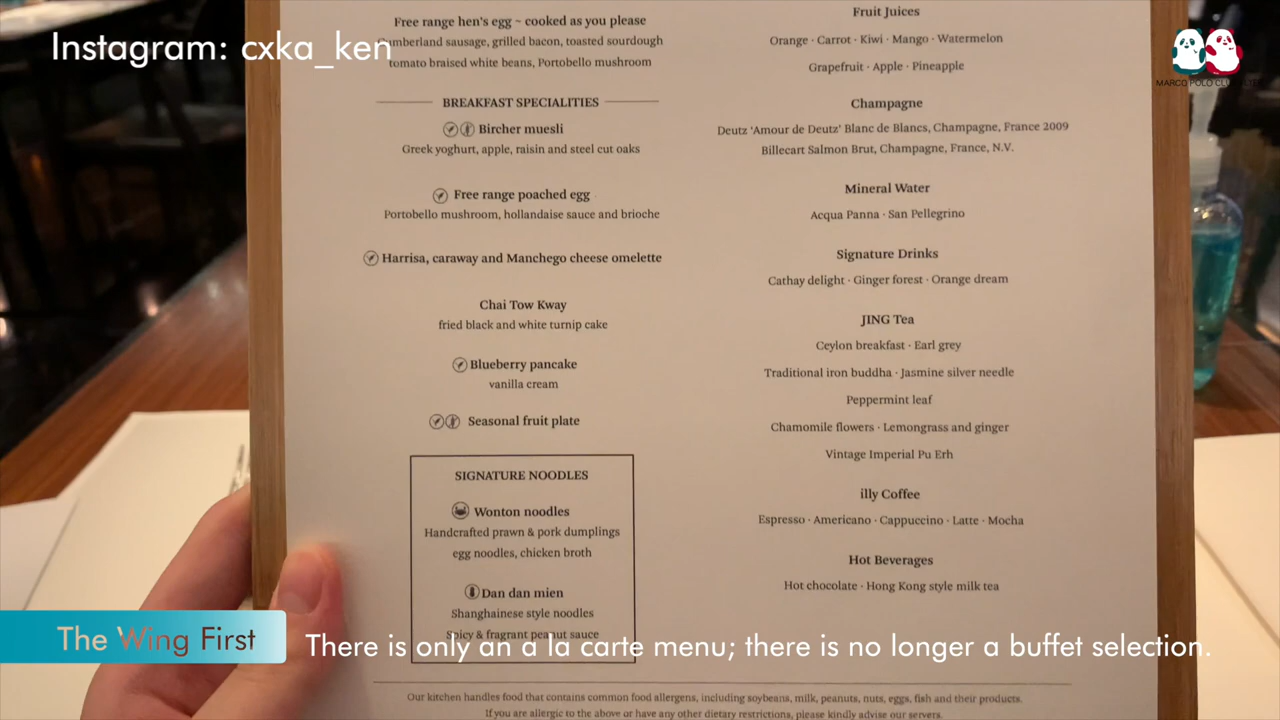 Instagram: cxka_ken
MARCO POLO CLUB
Free range hen's egg ~ cooked as you please
Cumberland sausage, grilled bacon, toasted sourdough
tomato braised white beans, Portobello mushroom
BREAKFAST SPECIALITIES
Bircher muesli
Greek yoghurt, apple, raisin and steel cut oaks
Free range poached egg
Portobello mushroom, hollandaise sauce and brioche
Harrisa, caraway and Manchego cheese omelette
Chai Tow Kway
fried black and white turnip cake
Blueberry pancake
vanilla cream
Seasonal fruit plate
SIGNATURE NOODLES
Wonton noodles
Handcrafted prawn & pork dumplings
egg noodles, chicken broth
Dan dan mien
Shanghainese style noodles
Spicy & fragrant peanut sauce
Fruit Juices
Orange · Carrot · Kiwi · Mango · Watermelon
Grapefruit · Apple · Pineapple
Champagne
Deutz 'Amour de Deutz' Blanc de Blancs, Champagne, France 2009
Billecart Salmon Brut, Champagne, France, N.V.
Mineral Water
Acqua Panna · San Pellegrino
Signature Drinks
Cathay delight · Ginger forest · Orange dream
JING Tea
Ceylon breakfast · Earl grey
Traditional iron buddha · Jasmine silver needle
Peppermint leaf
Chamomile flowers · Lemongrass and ginger
Vintage Imperial Pu Erh
illy Coffee
Espresso · Americano · Cappuccino · Latte · Mocha
Hot Beverages
Hot chocolate · Hong Kong style milk tea
Our kitchen handles food that contains common food allergens, including soybeans, milk, peanuts, nuts, eggs, fish and their products.
If you are allergic to the above or have any other dietary restrictions, please kindly advise our servers.
The Wing First
There is only an a la carte menu; there is no longer a buffet selection.